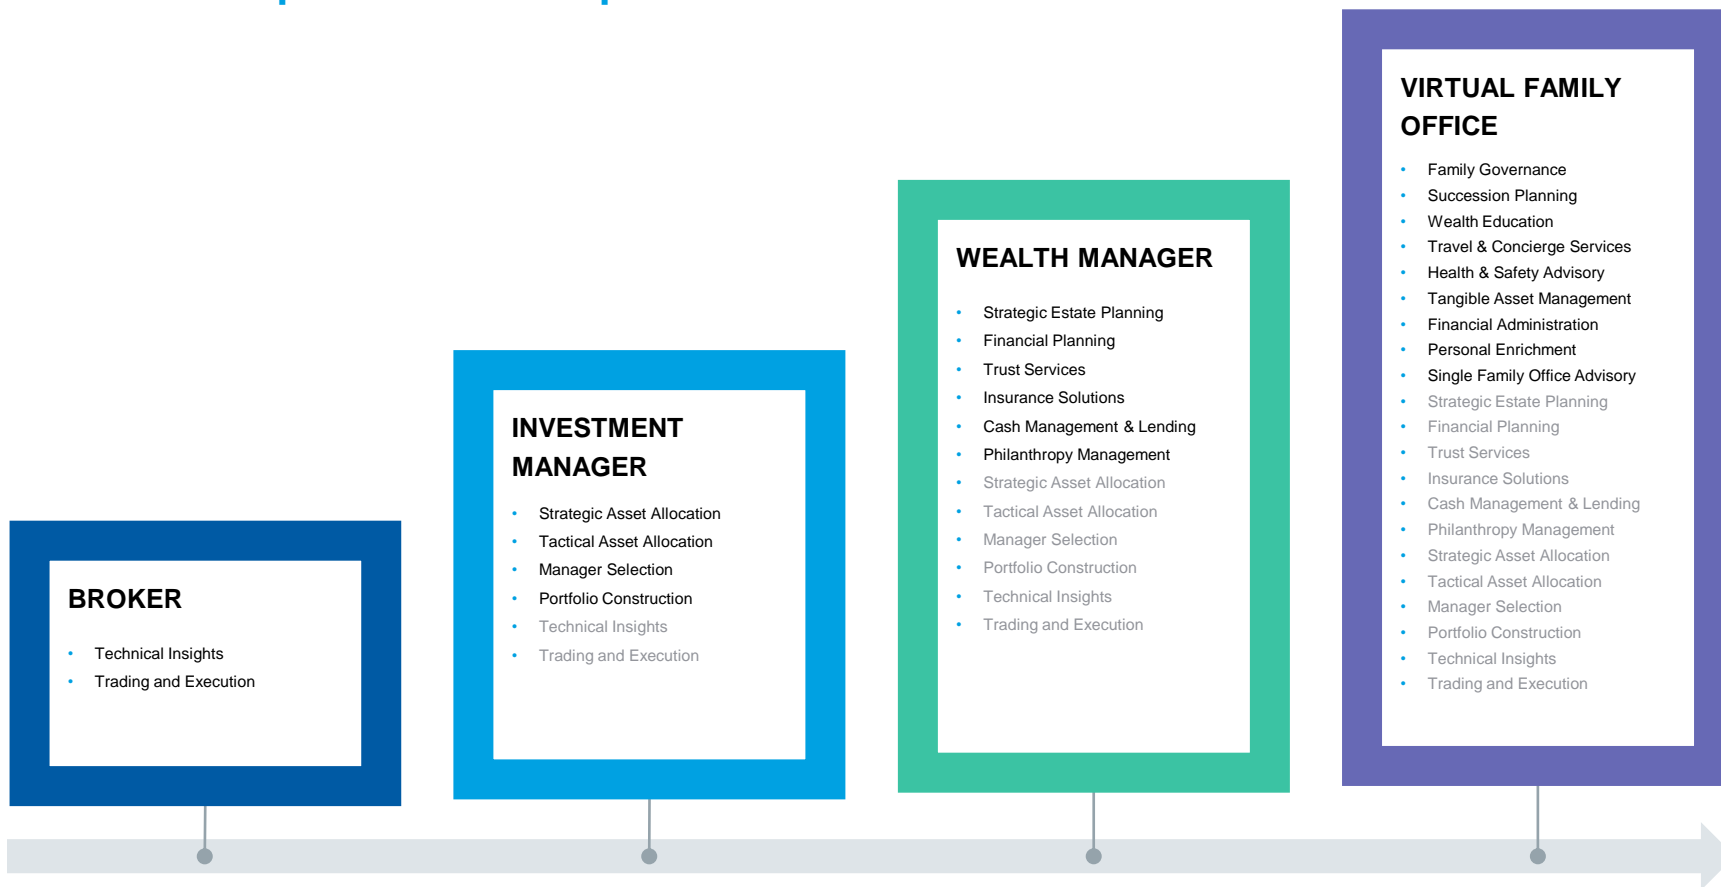 BROKER
• Technical Insights
• Trading and Execution
INVESTMENT
MANAGER
• Strategic Asset Allocation
• Tactical Asset Allocation
• Manager Selection
• Portfolio Construction
• Technical Insights
• Trading and Execution
WEALTH MANAGER
• Strategic Estate Planning
• Financial Planning
• Trust Services
• Insurance Solutions
• Cash Management & Lending
• Philanthropy Management
• Strategic Asset Allocation
• Tactical Asset Allocation
• Manager Selection
• Portfolio Construction
• Technical Insights
• Trading and Execution
VIRTUAL FAMILY
OFFICE
• Family Governance
• Succession Planning
• Wealth Education
• Travel & Concierge Services
• Health & Safety Advisory
• Tangible Asset Management
• Financial Administration
• Personal Enrichment
• Single Family Office Advisory
• Strategic Estate Planning
• Financial Planning
• Trust Services
• Insurance Solutions
• Cash Management & Lending
• Philanthropy Management
• Strategic Asset Allocation
• Tactical Asset Allocation
• Manager Selection
• Portfolio Construction
• Technical Insights
• Trading and Execution